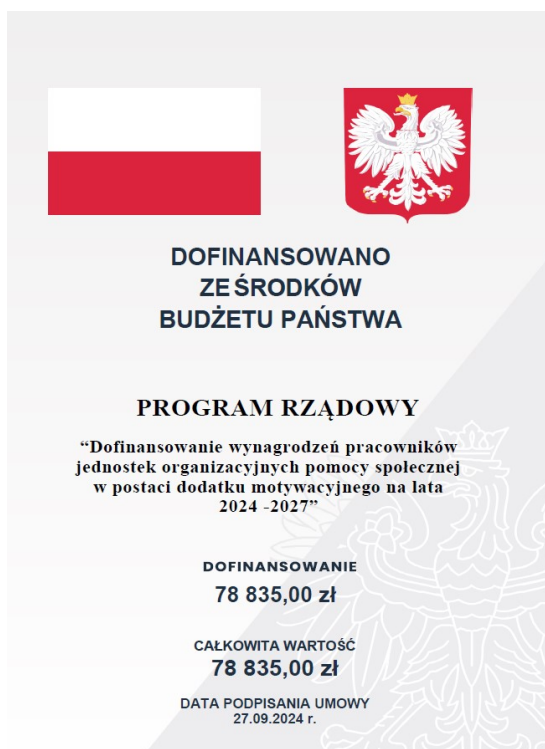 DOFINANSOWANO
ZE ŚRODKÓW
BUDŻETU PAŃSTWA
PROGRAM RZĄDOWY
“Dofinansowanie wynagrodzeń pracowników
jednostek organizacyjnych pomocy społecznej
w postaci dodatku motywacyjnego na lata
2024 -2027”
DOFINANSOWANIE
78 835,00 zł
CAŁKOWITA WARTOŚĆ
78 835,00 zł
DATA PODPISANIA UMOWY
27.09.2024 r.